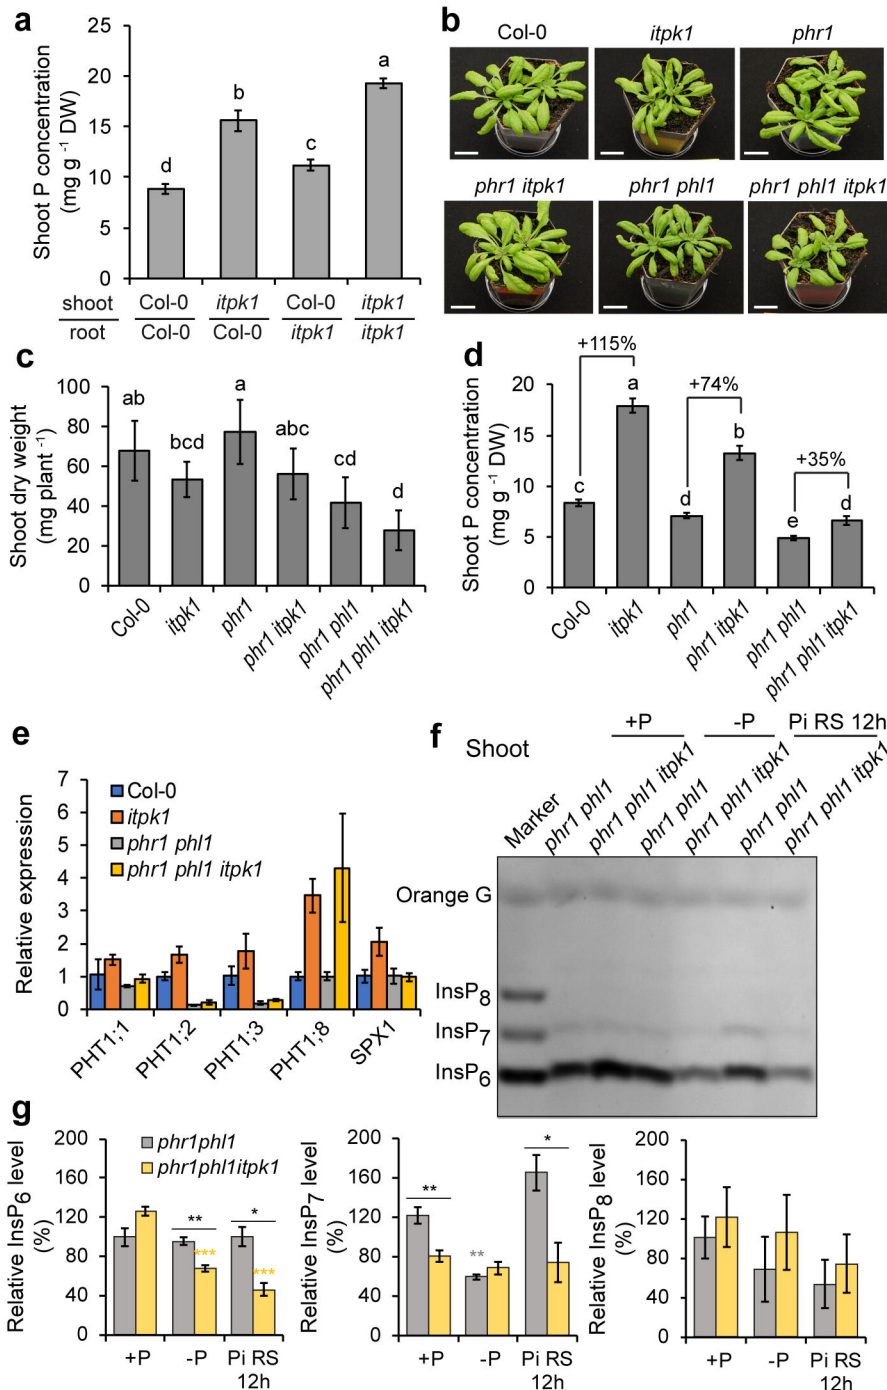 a
Shoot P concentration
(mg g -1 DW)
25
20
15
10
5
0
d
b
c
a
shoot
Col-0
itpk1
Col-0
itpk1
root
Col-0
Col-0
itpk1
itpk1
b
Col-0
itpk1
phr1
phr1 itpk1
phr1 phl1
phr1 phl1 itpk1
c
Shoot dry weight
(mg plant -1)
100
80
60
40
20
0
ab
bcd
a
abc
cd
d
Col-0
itpk1
phr1
phr1 itpk1
phr1 phl1
phr1 phl1 itpk1
d
Shoot P concentration
(mg g -1 DW)
20
15
10
5
0
+115%
+74%
+35%
c
a
d
b
e
d
Col-0
itpk1
phr1
phr1 itpk1
phr1 phl1
phr1 phl1 itpk1
e
Relative expression
7
6
5
4
3
2
1
0
Col-0
itpk1
phr1 phl1
phr1 phl1 itpk1
PHT1;1
PHT1;2
PHT1;3
PHT1;8
SPX1
f
Shoot
+P
-P
Pi RS 12h
Marker
phr1 phl1
phr1 phl1 itpk1
phr1 phl1
phr1 phl1 itpk1
phr1 phl1
phr1 phl1 itpk1
Orange G
InsP8
InsP7
InsP6
g
Relative InsP6 level
(%)
200
160
120
80
40
0
phr1phl1
phr1phl1itpk1
**
*
***
***
+P
-P
Pi RS
12h
Relative InsP7 level
(%)
200
160
120
80
40
0
**
**
*
+P
-P
Pi RS
12h
Relative InsP8 level
(%)
200
160
120
80
40
0
+P
-P
Pi RS
12h